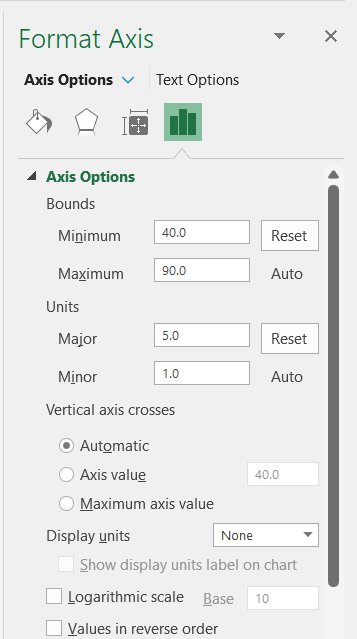 Format Axis
Axis Options Text Options
Axis Options
Bounds
Minimum 40.0 Reset
Maximum 90.0 Auto
Units
Major 5.0 Reset
Minor 1.0 Auto
Vertical axis crosses
Automatic
Axis value 40.0
Maximum axis value
Display units None
Show display units label on chart
Logarithmic scale Base 10
Values in reverse order